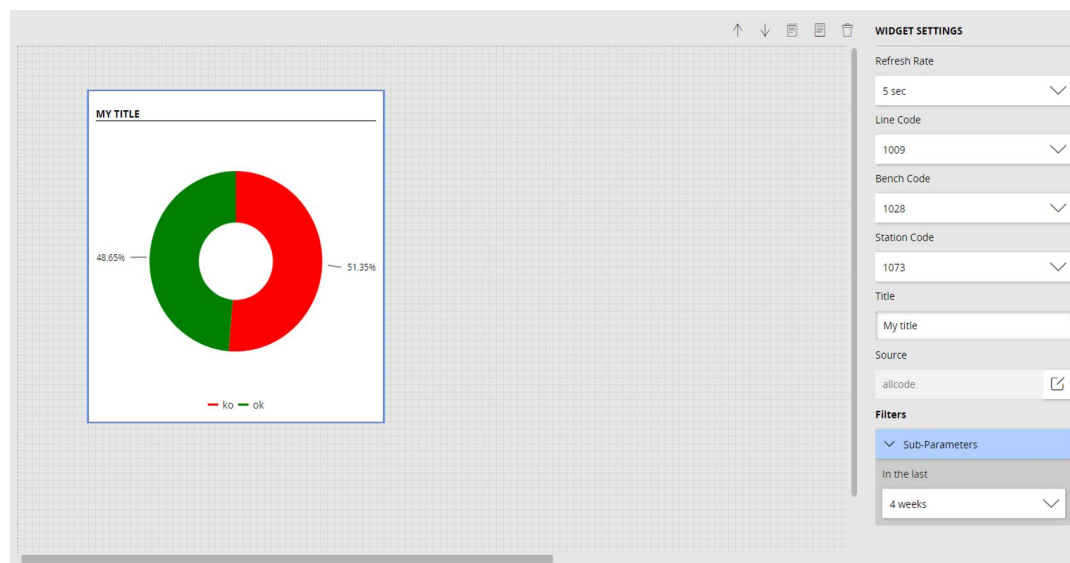 WIDGET SETTINGS
Refresh Rate
5 sec
Line Code
1009
Bench Code
1028
Station Code
1073
Title
My title
Source
allcode
Filters
Sub-Parameters
In the last
4 weeks
MY TITLE
48.65%
51.35%
ko ok